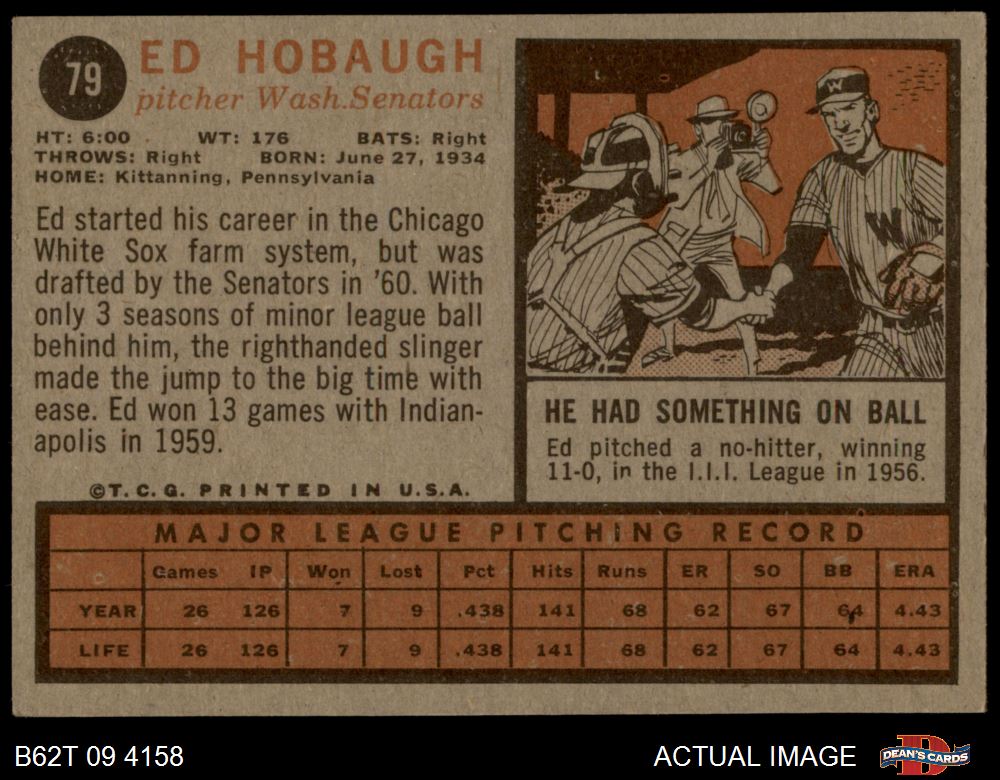 79
ED HOBAUGH
pitcher Wash.Senators
HT: 6:00 WT: 176 BATS: Right
THROWS: Right BORN: June 27, 1934
HOME: Kittanning, Pennsylvania
Ed started his career in the Chicago
White Sox farm system, but was
drafted by the Senators in '60. With
only 3 seasons of minor league ball
behind him, the righthanded slinger
made the jump to the big time with
ease. Ed won 13 games with Indian-
apolis in 1959.
©T.C.G. PRINTED IN U.S.A.
W
W
HE HAD SOMETHING ON BALL
Ed pitched a no-hitter, winning
11-0, in the I.I.I. League in 1956.
MAJOR LEAGUE PITCHING RECORD
Games IP Won Lost Pct Hits Runs ER SO BB ERA
YEAR 26 126 7 9 .438 141 68 62 67 64 4.43
LIFE 26 126 7 9 .438 141 68 62 67 64 4.43
B62T 09 4158 ACTUAL IMAGE D DEAN'S CARDS